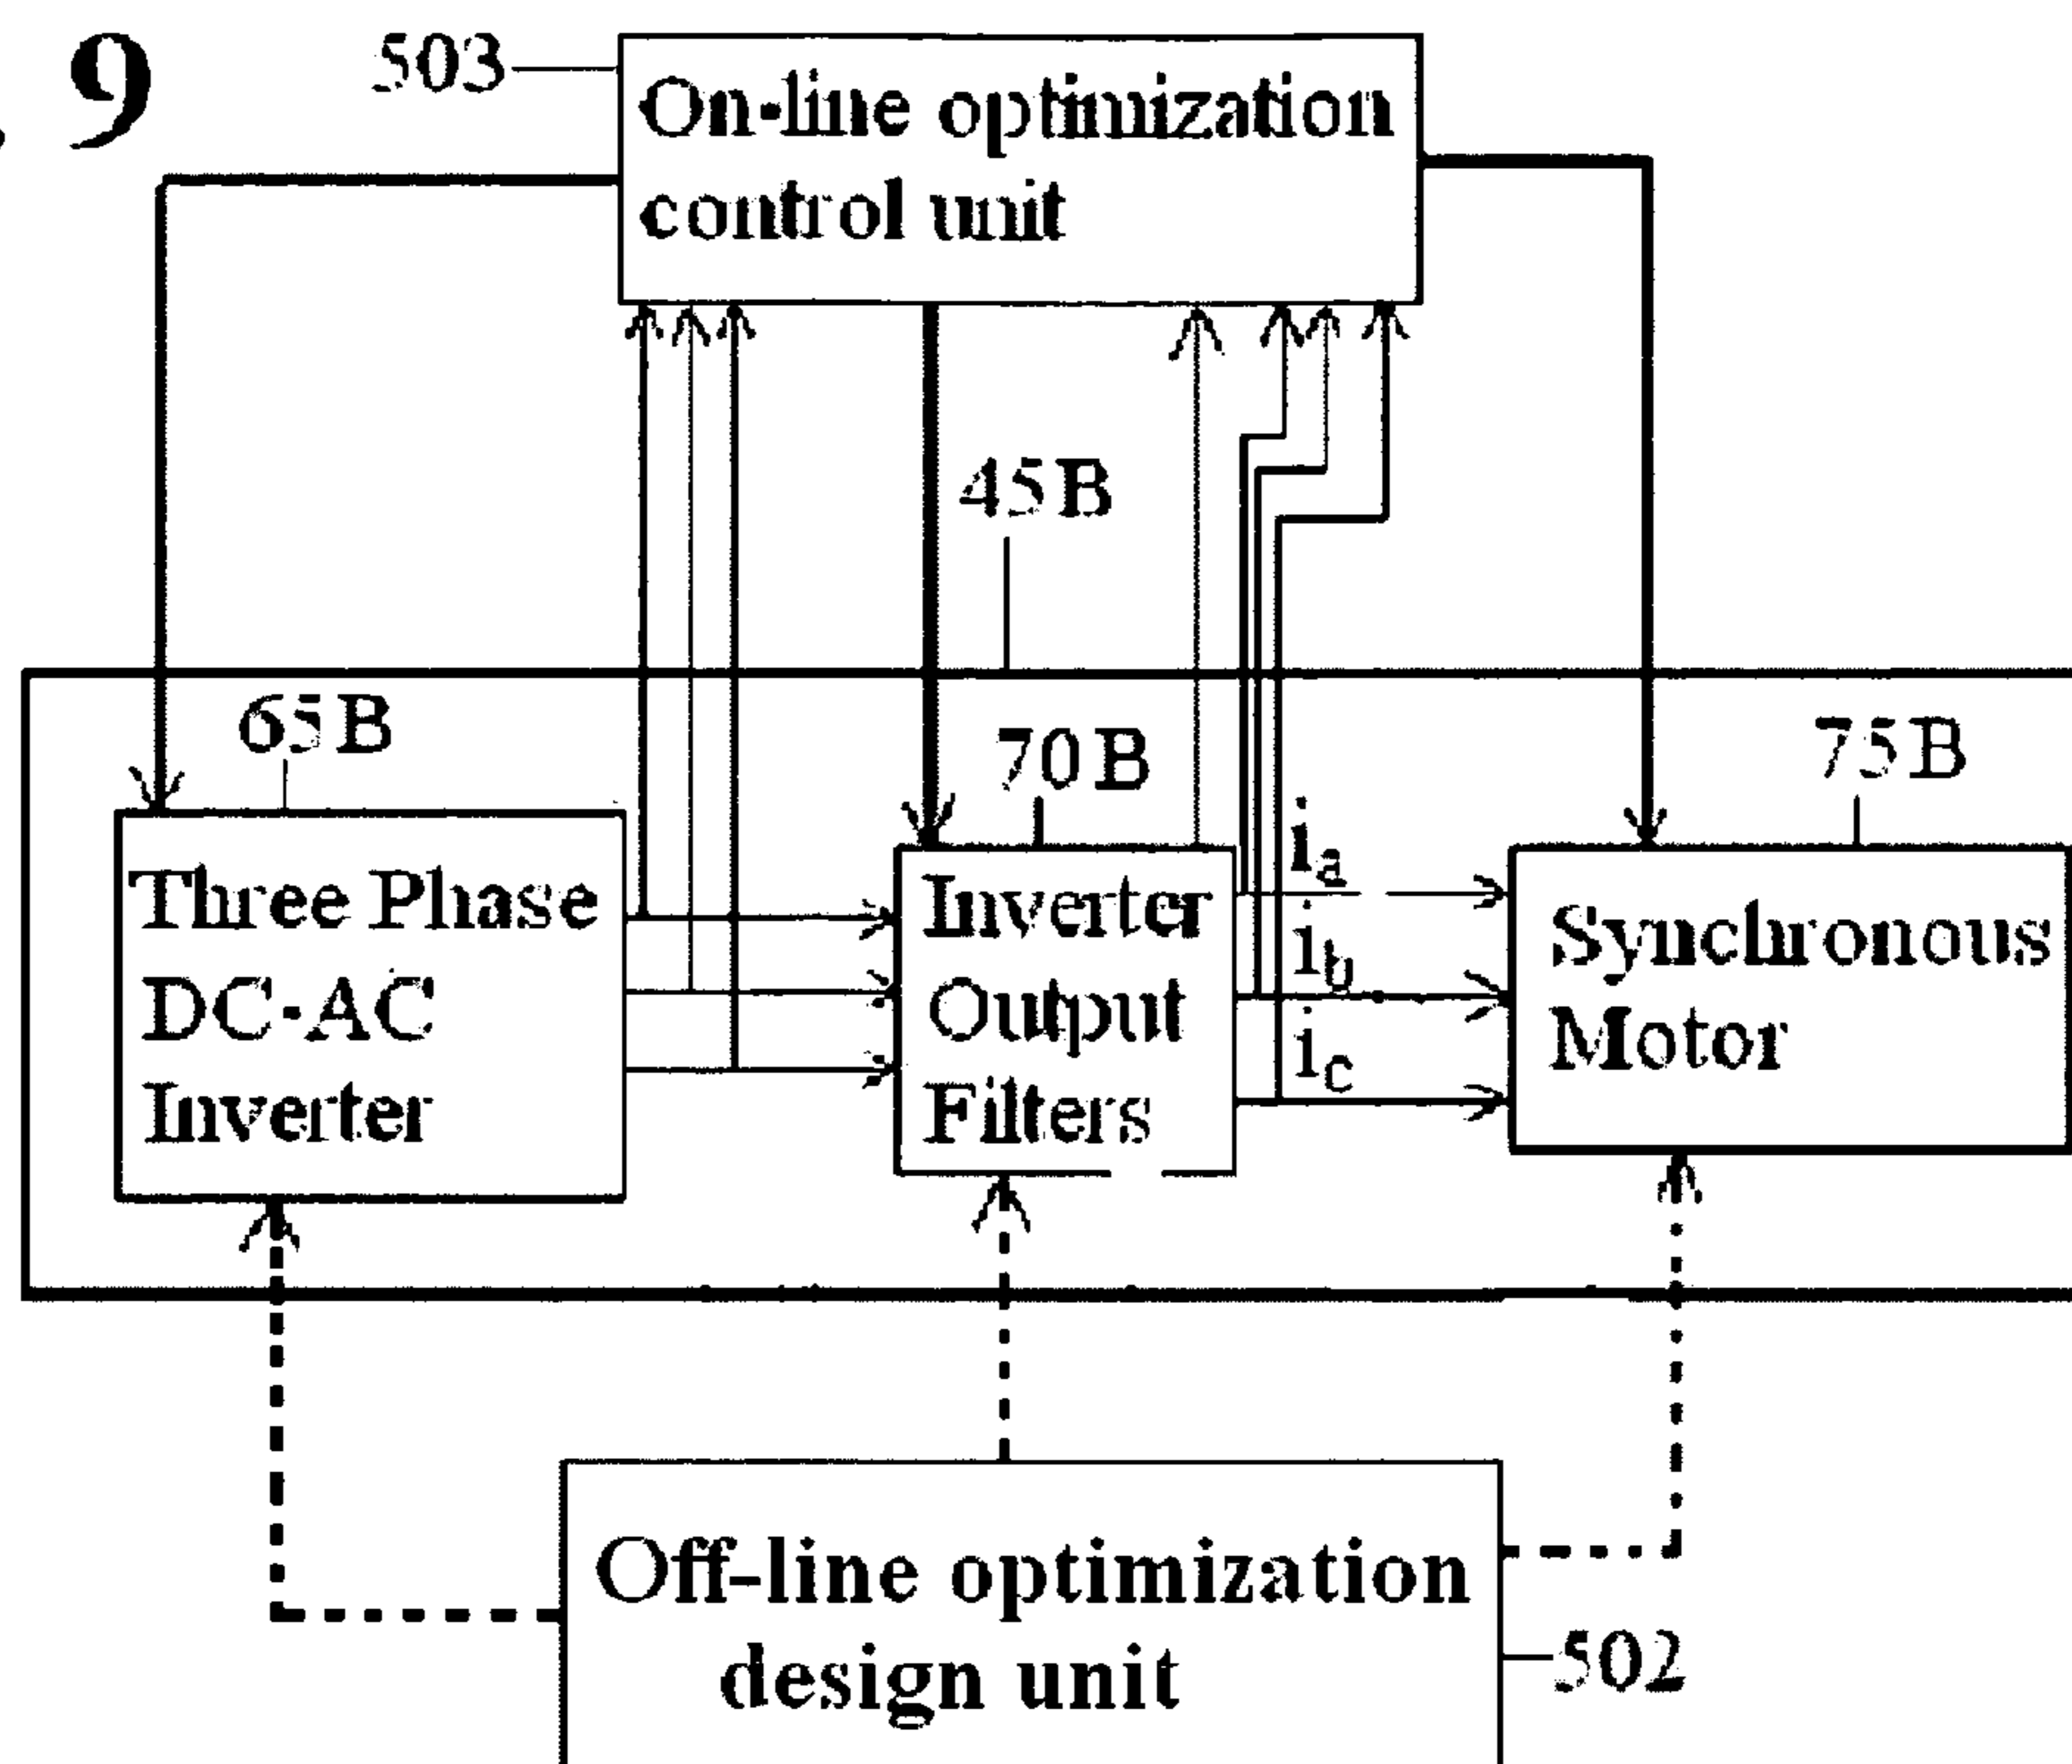 , 9
503
On-line optimization
control unit
45B
65B
70B
75B
Three Phase
DC-AC
Inverter
Inverter
Output
Filters
ia
ib
ic
Synchronous
Motor
Off-line optimization
design unit
502